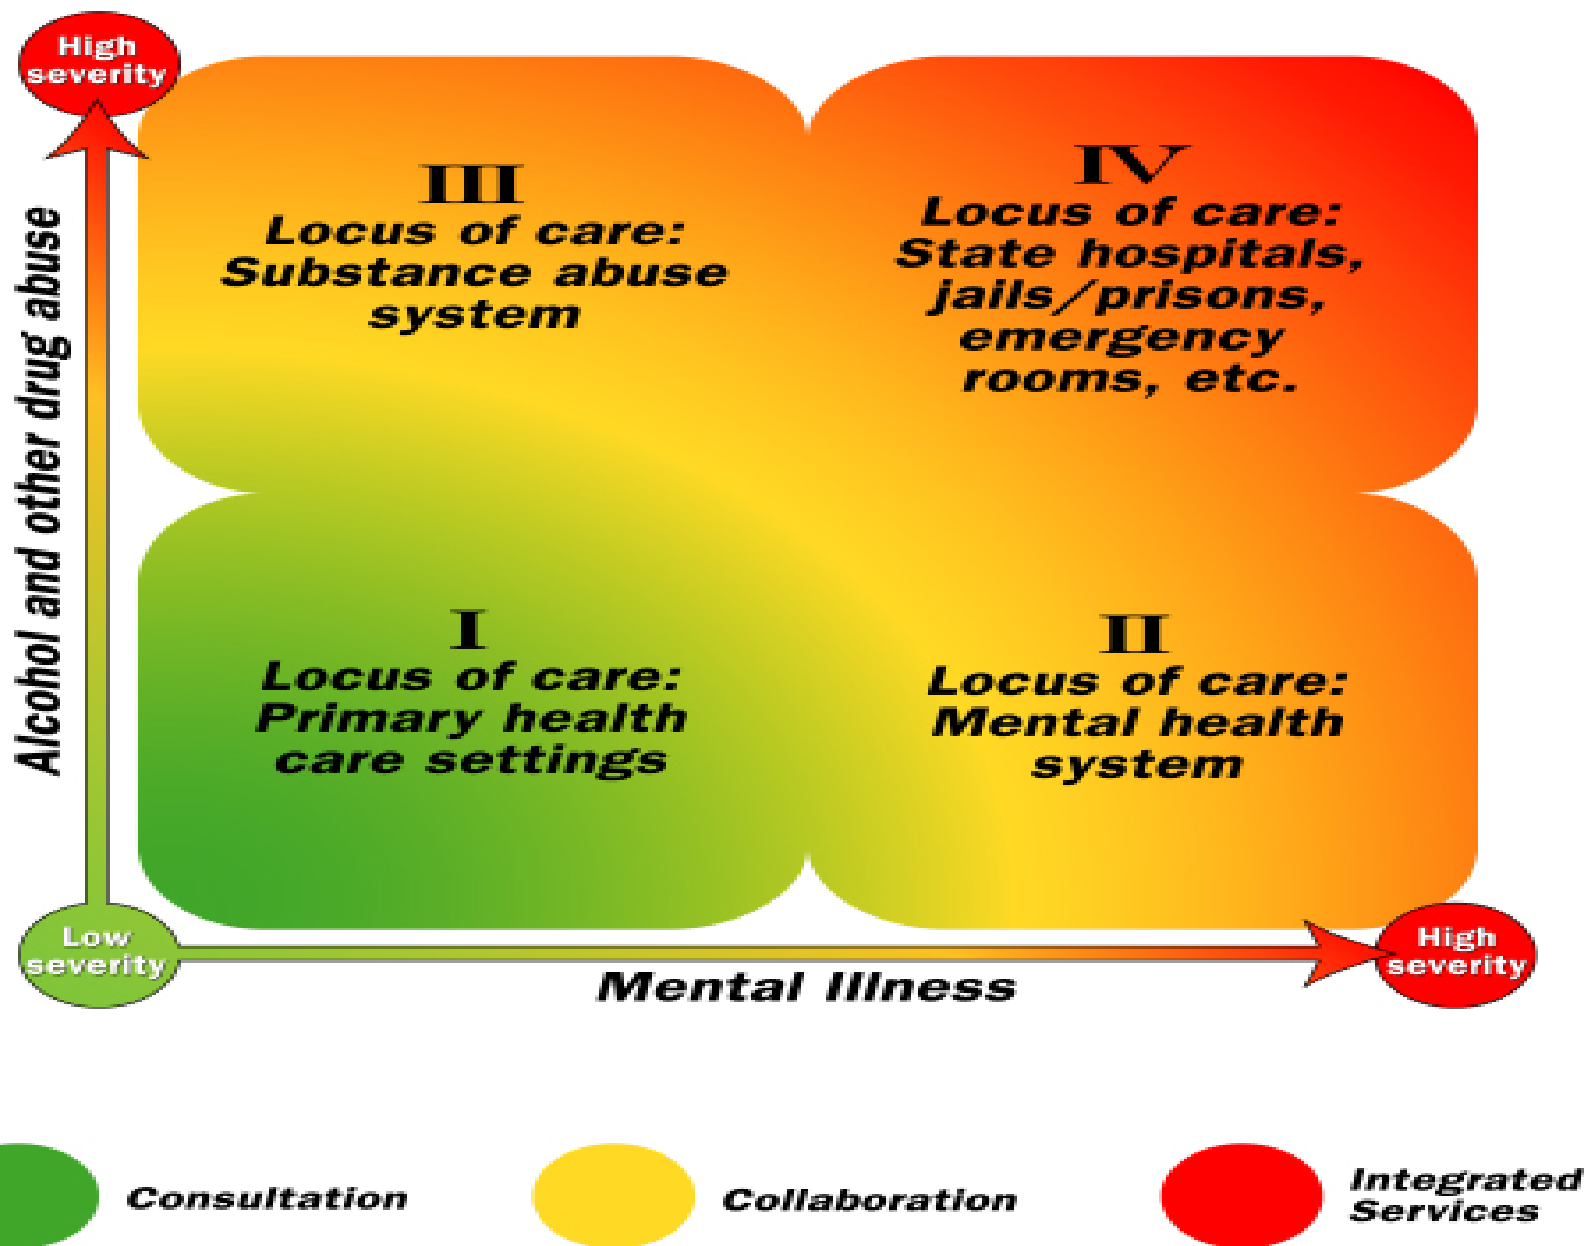 High
severity
III
Locus of care:
Substance abuse
system
IV
Locus of care:
State hospitals,
jails/prisons,
emergency
rooms, etc.
Alcohol and other drug abuse
I
Locus of care:
Primary health
care settings
II
Locus of care:
Mental health
system
Low
severity
High
severity
Mental Illness
Consultation
Collaboration
Integrated
Services